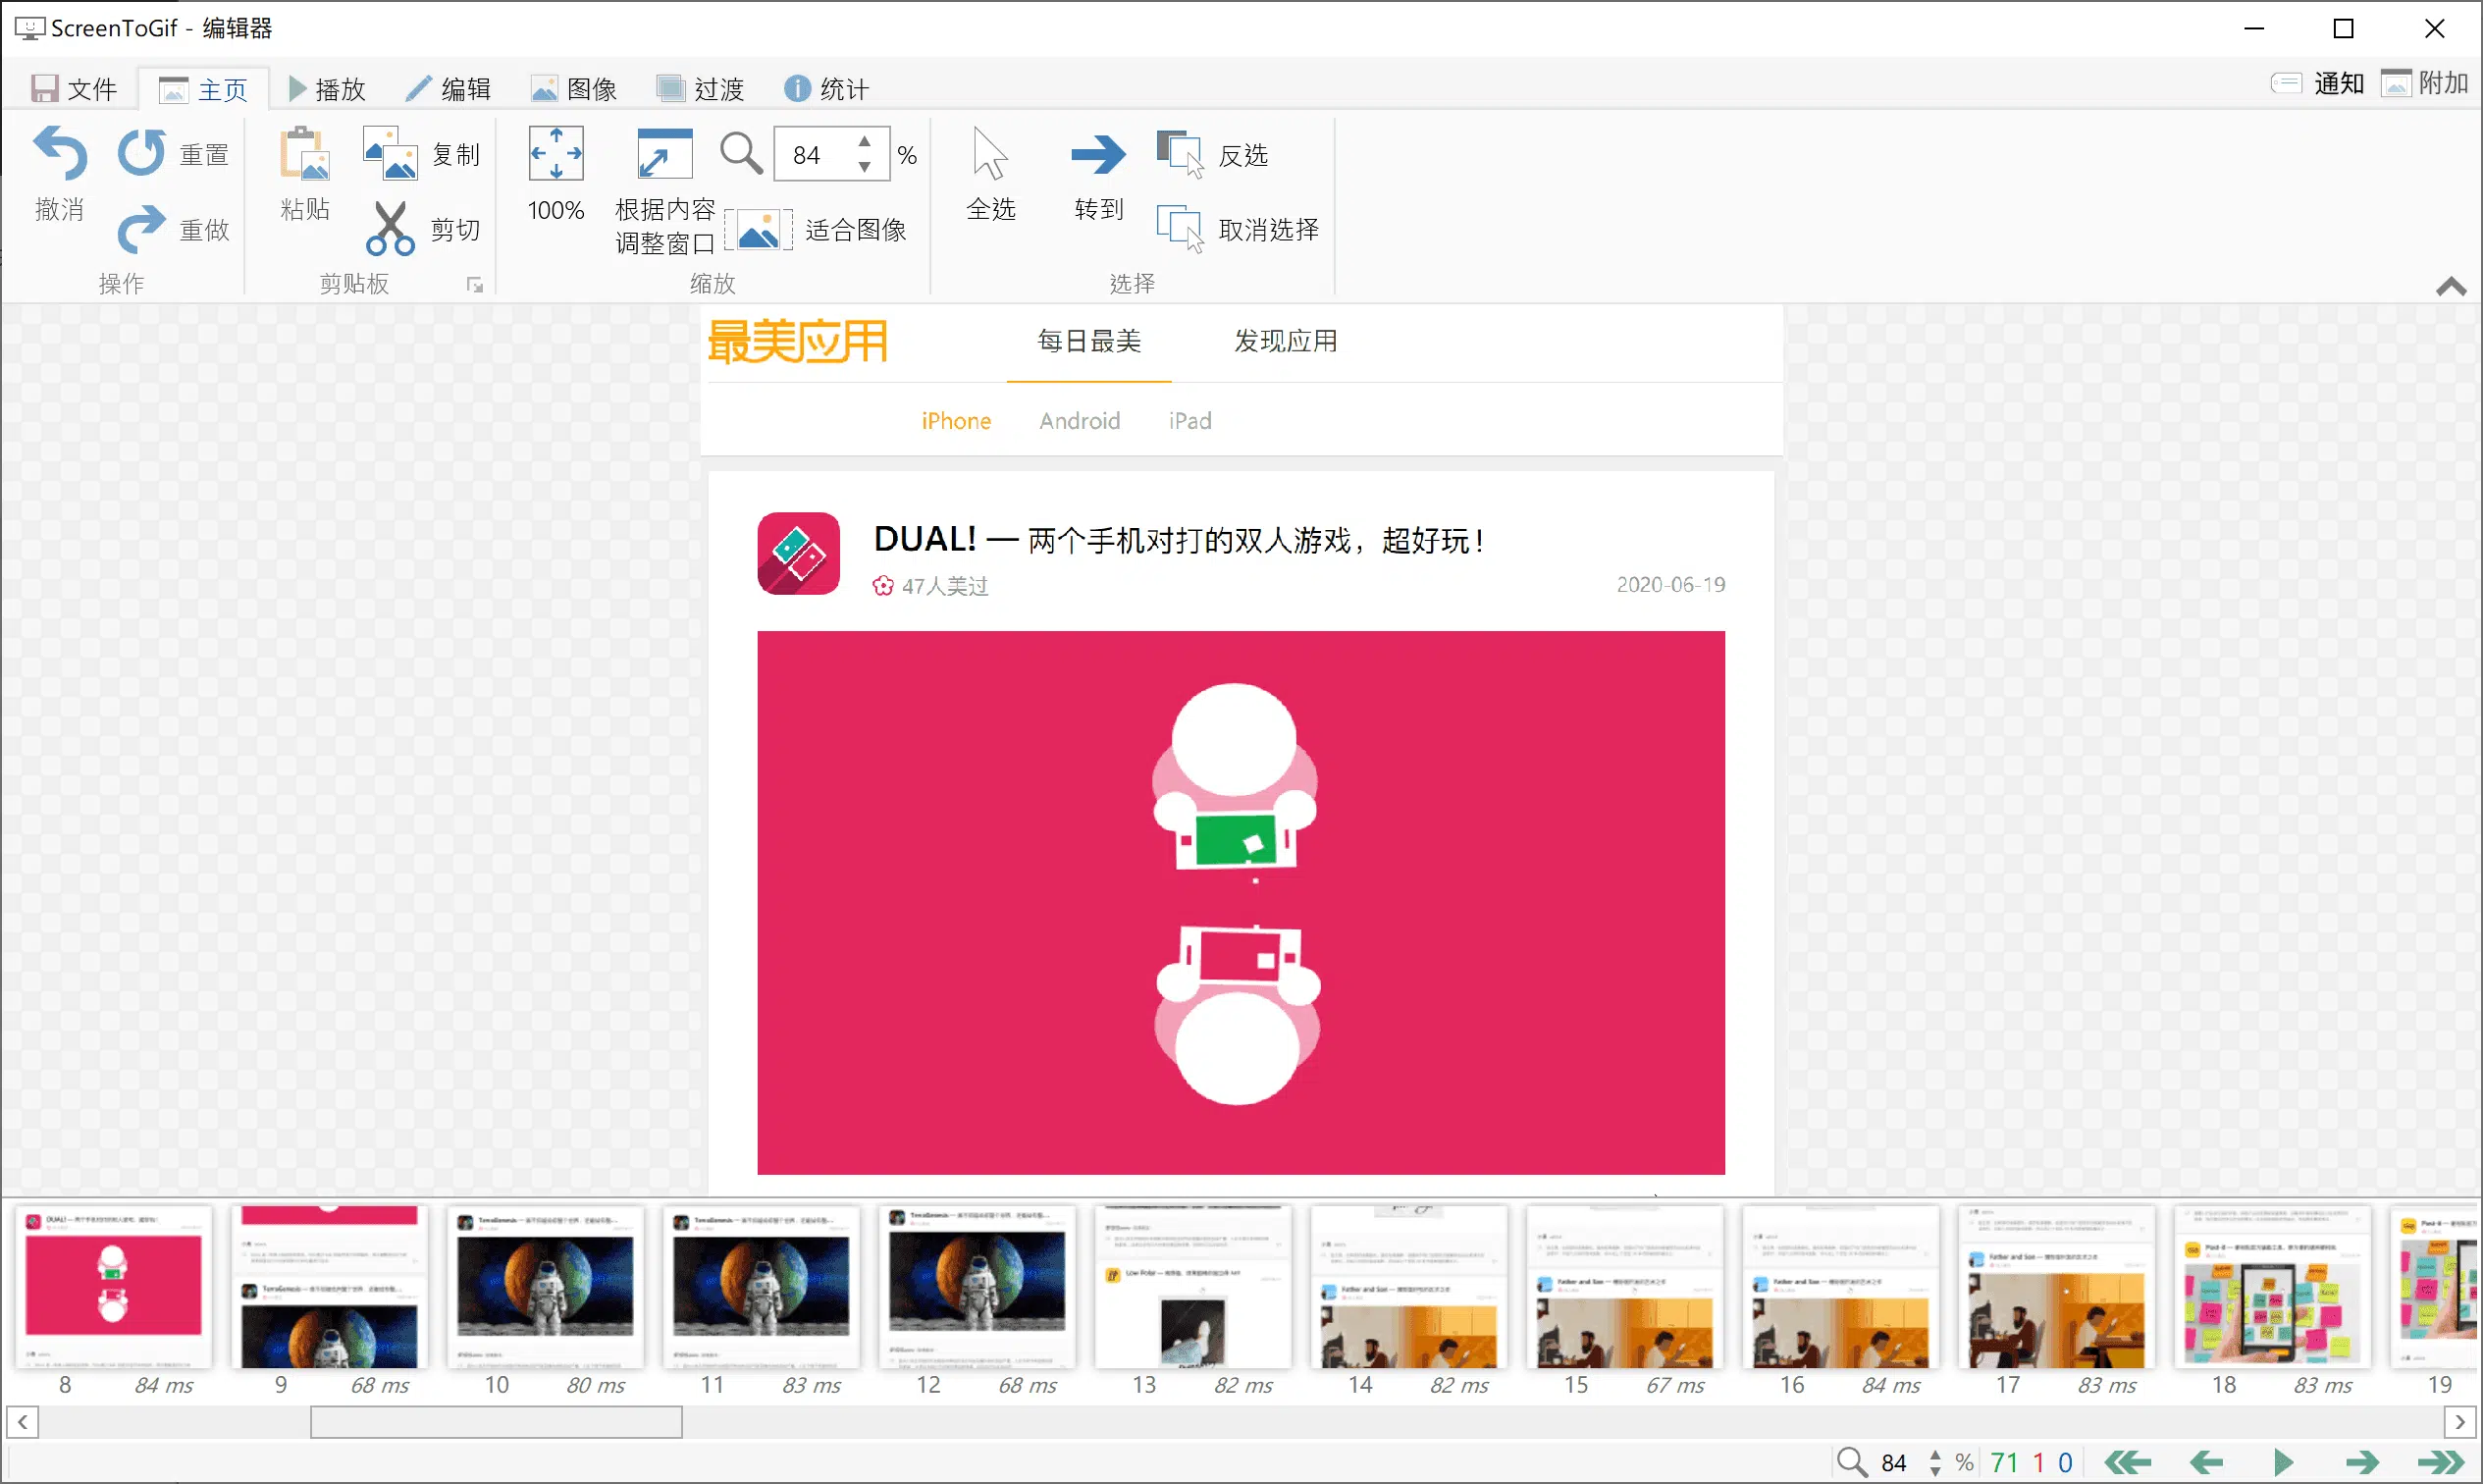 ScreenToGif - 编辑器
文件 主页 播放 编辑 图像 过渡 统计 通知 附加
撤消 重置 重做 操作
粘贴 复制 剪切 剪贴板
100% 根据内容调整窗口 84 % 适合图像 缩放
全选 转到 反选 取消选择 选择
最美应用 每日最美 发现应用
iPhone Android iPad
DUAL! — 两个手机对打的双人游戏，超好玩！
47人美过 2020-06-19
8 84 ms 9 68 ms 10 80 ms 11 83 ms 12 68 ms 13 82 ms 14 82 ms 15 67 ms 16 84 ms 17 83 ms 18 83 ms 19
84 % 71 1 0